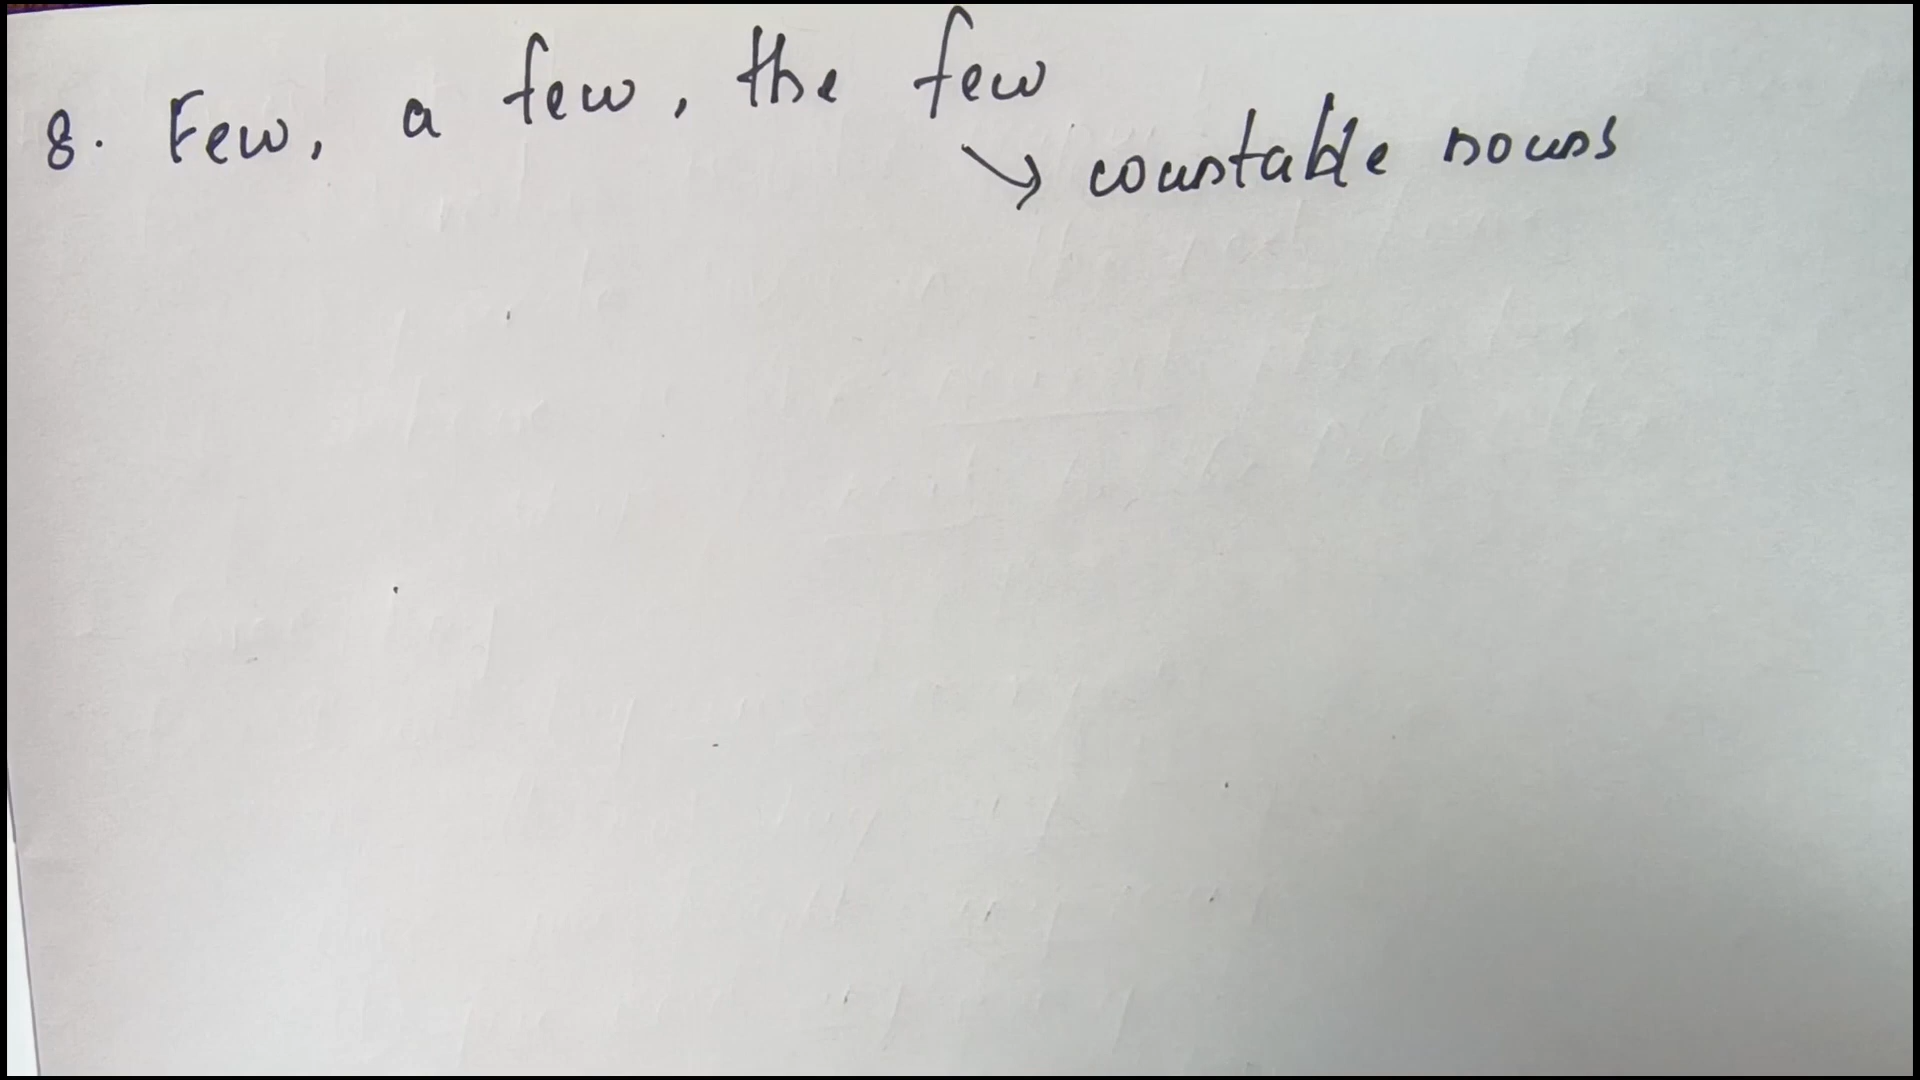 8. Few, a few, the few
→ countable nouns